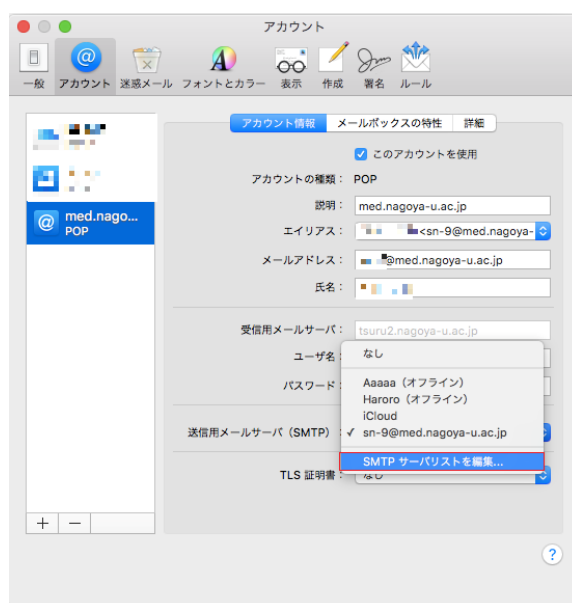 アカウント
一般 アカウント 迷惑メール フォントとカラー 表示 作成 署名 ルール
アカウント情報 メールボックスの特性 詳細
このアカウントを使用
アカウントの種類： POP
med.nago...
POP
説明： med.nagoya-u.ac.jp
エイリアス： <sn-9@med.nagoya-
メールアドレス： @med.nagoya-u.ac.jp
氏名：
受信用メールサーバ： tsuru2.nagoya-u.ac.jp
ユーザ名：
パスワード：
なし
Aaaaa（オフライン）
Haroro（オフライン）
iCloud
送信用メールサーバ（SMTP）： ✓ sn-9@med.nagoya-u.ac.jp
SMTP サーバリストを編集...
TLS 証明書： なし
?